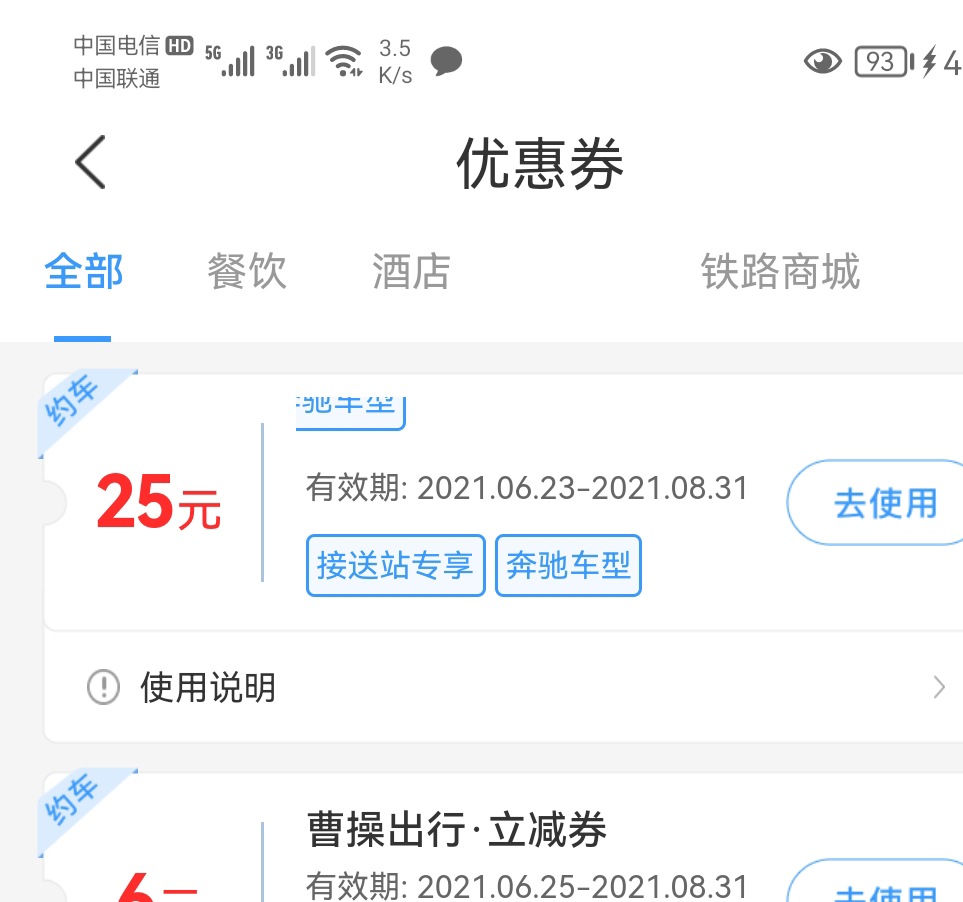 中国电信 HD 5G 3G 3.5 K/s 93
中国联通
优惠券
全部 餐饮 酒店 铁路商城
约车
驰车型
25元
有效期: 2021.06.23-2021.08.31
去使用
接送站专享 奔驰车型
使用说明
约车
曹操出行·立减券
有效期: 2021.06.25-2021.08.31
6
去使用